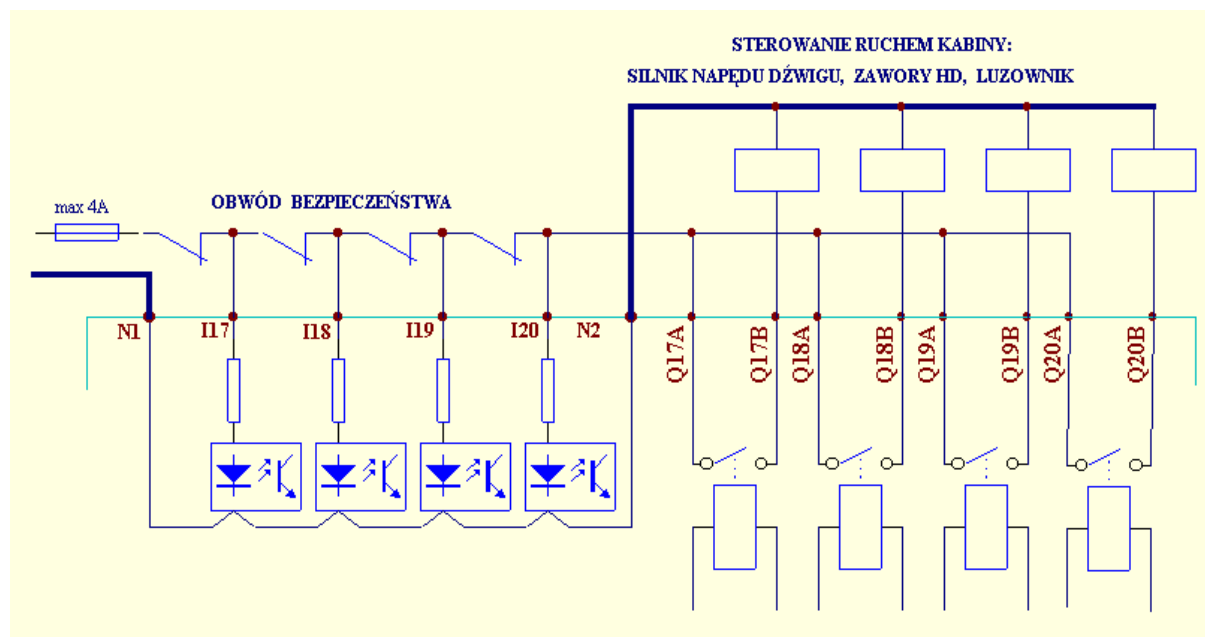 STEROWANIE RUCHEM KABINY:
SILNIK NAPĘDU DŹWIGU, ZAWORY HD, LUZOWNIK
max 4A
OBWÓD BEZPIECZEŃSTWA
N1
I17
I18
I19
I20
N2
Q17A
Q17B
Q18A
Q18B
Q19A
Q19B
Q20A
Q20B